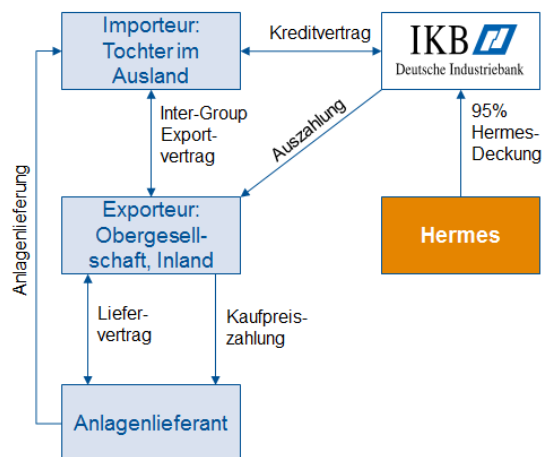 Importeur:
Tochter im
Ausland
Kreditvertrag
IKB
Deutsche Industriebank
Inter-Group
Export-
vertrag
Auszahlung
95%
Hermes-
Deckung
Anlagenlieferung
Exporteur:
Obergesell-
schaft, Inland
Hermes
Liefer-
vertrag
Kaufpreis-
zahlung
Anlagenlieferant